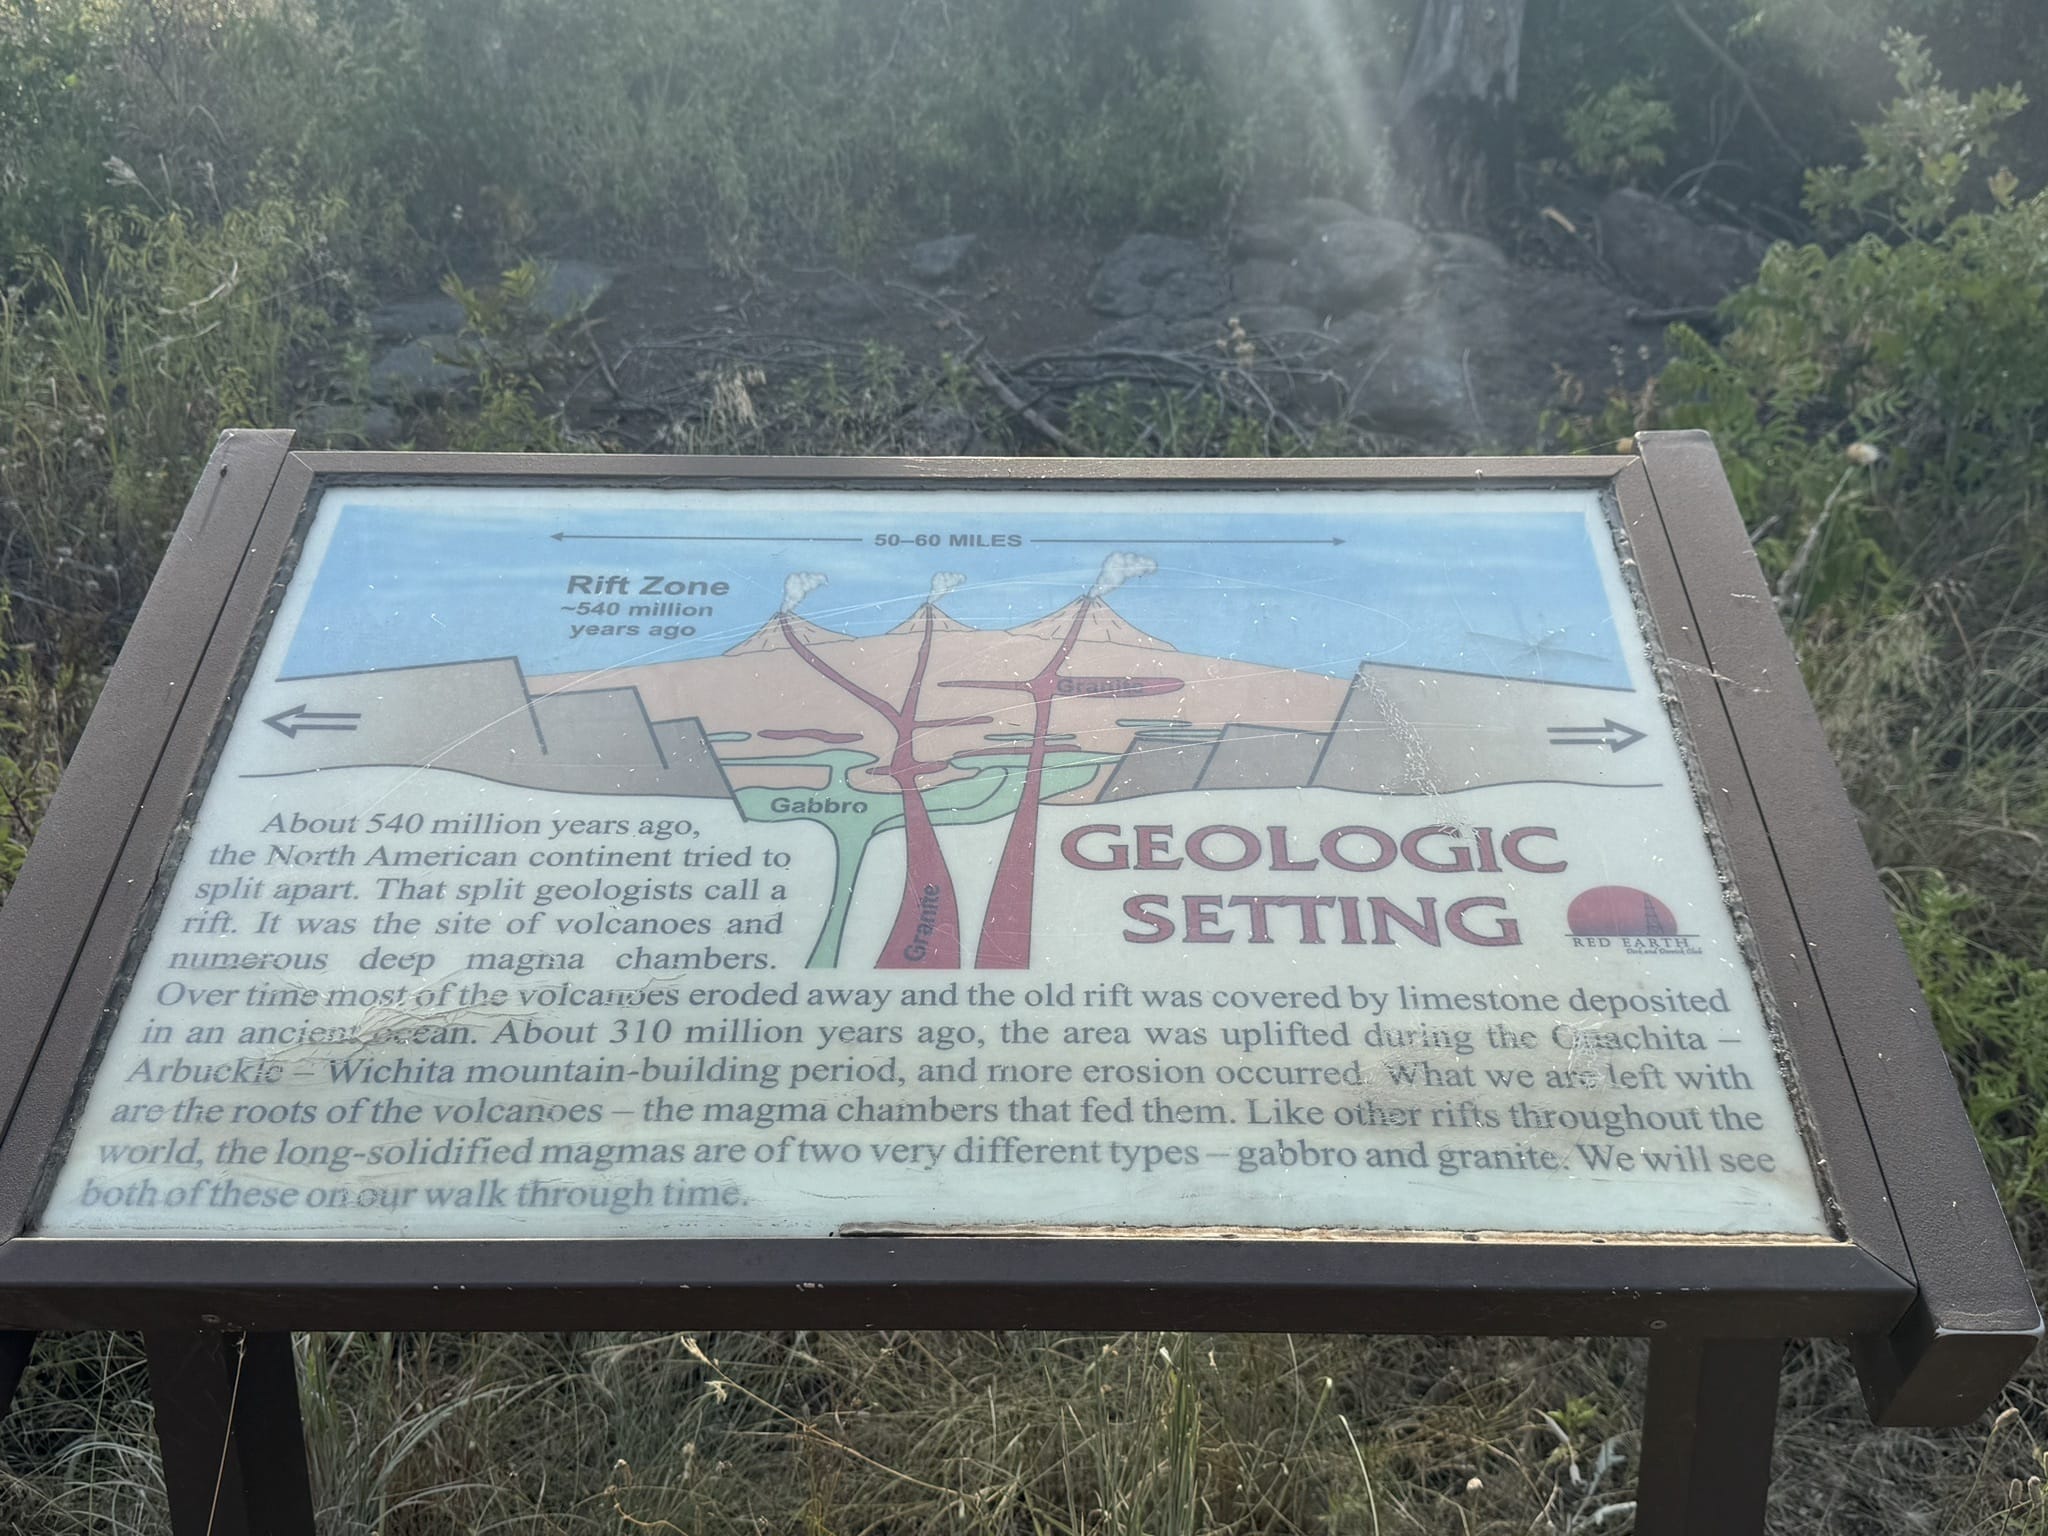 50–60 MILES
Rift Zone
~540 million
years ago
Granite
Gabbro
Granite
GEOLOGIC
SETTING
RED EARTH
Desk and Derrick Club
About 540 million years ago,
the North American continent tried to
split apart. That split geologists call a
rift. It was the site of volcanoes and
numerous deep magma chambers.
Over time most of the volcanoes eroded away and the old rift was covered by limestone deposited
in an ancient ocean. About 310 million years ago, the area was uplifted during the Ouachita –
Arbuckle – Wichita mountain-building period, and more erosion occurred. What we are left with
are the roots of the volcanoes – the magma chambers that fed them. Like other rifts throughout the
world, the long-solidified magmas are of two very different types – gabbro and granite. We will see
both of these on our walk through time.